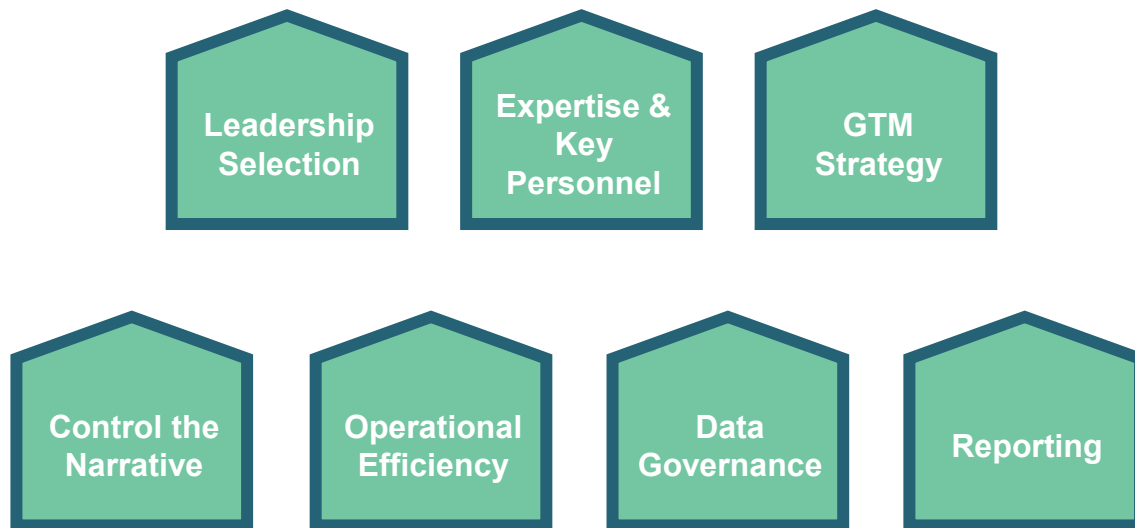 Leadership
Selection
Expertise &
Key
Personnel
GTM
Strategy
Control the
Narrative
Operational
Efficiency
Data
Governance
Reporting